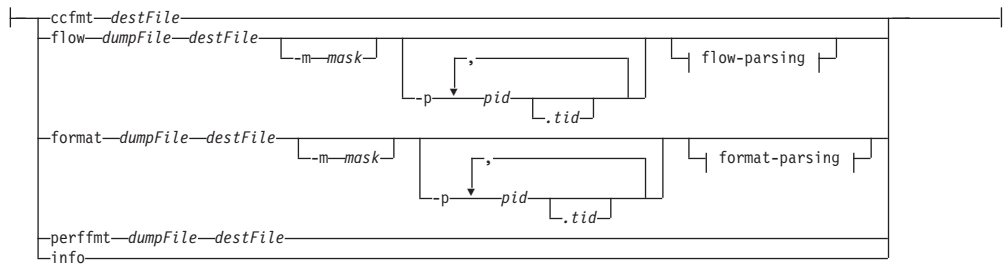 ccfmt destFile
flow dumpFile destFile
-m mask
,
-p pid
.tid
flow-parsing
format dumpFile destFile
-m mask
,
-p pid
.tid
format-parsing
perffmt dumpFile destFile
info